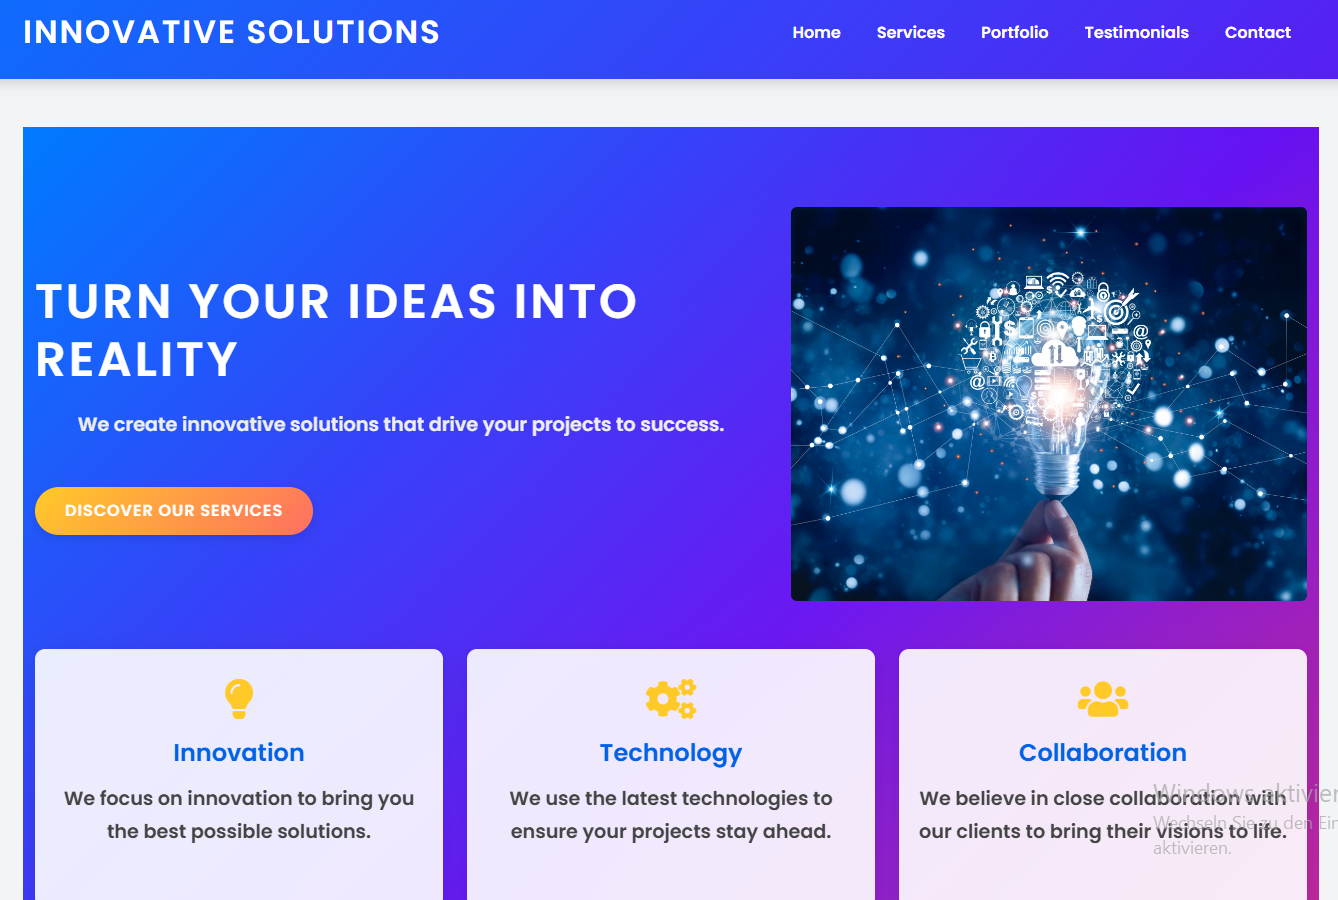 INNOVATIVE SOLUTIONS
Home Services Portfolio Testimonials Contact
TURN YOUR IDEAS INTO
REALITY
We create innovative solutions that drive your projects to success.
DISCOVER OUR SERVICES
Innovation
We focus on innovation to bring you
the best possible solutions.
Technology
We use the latest technologies to
ensure your projects stay ahead.
Collaboration
We believe in close collaboration with
our clients to bring their visions to life.
Windows aktivier
Wechseln Sie zu den Ein
aktivieren.